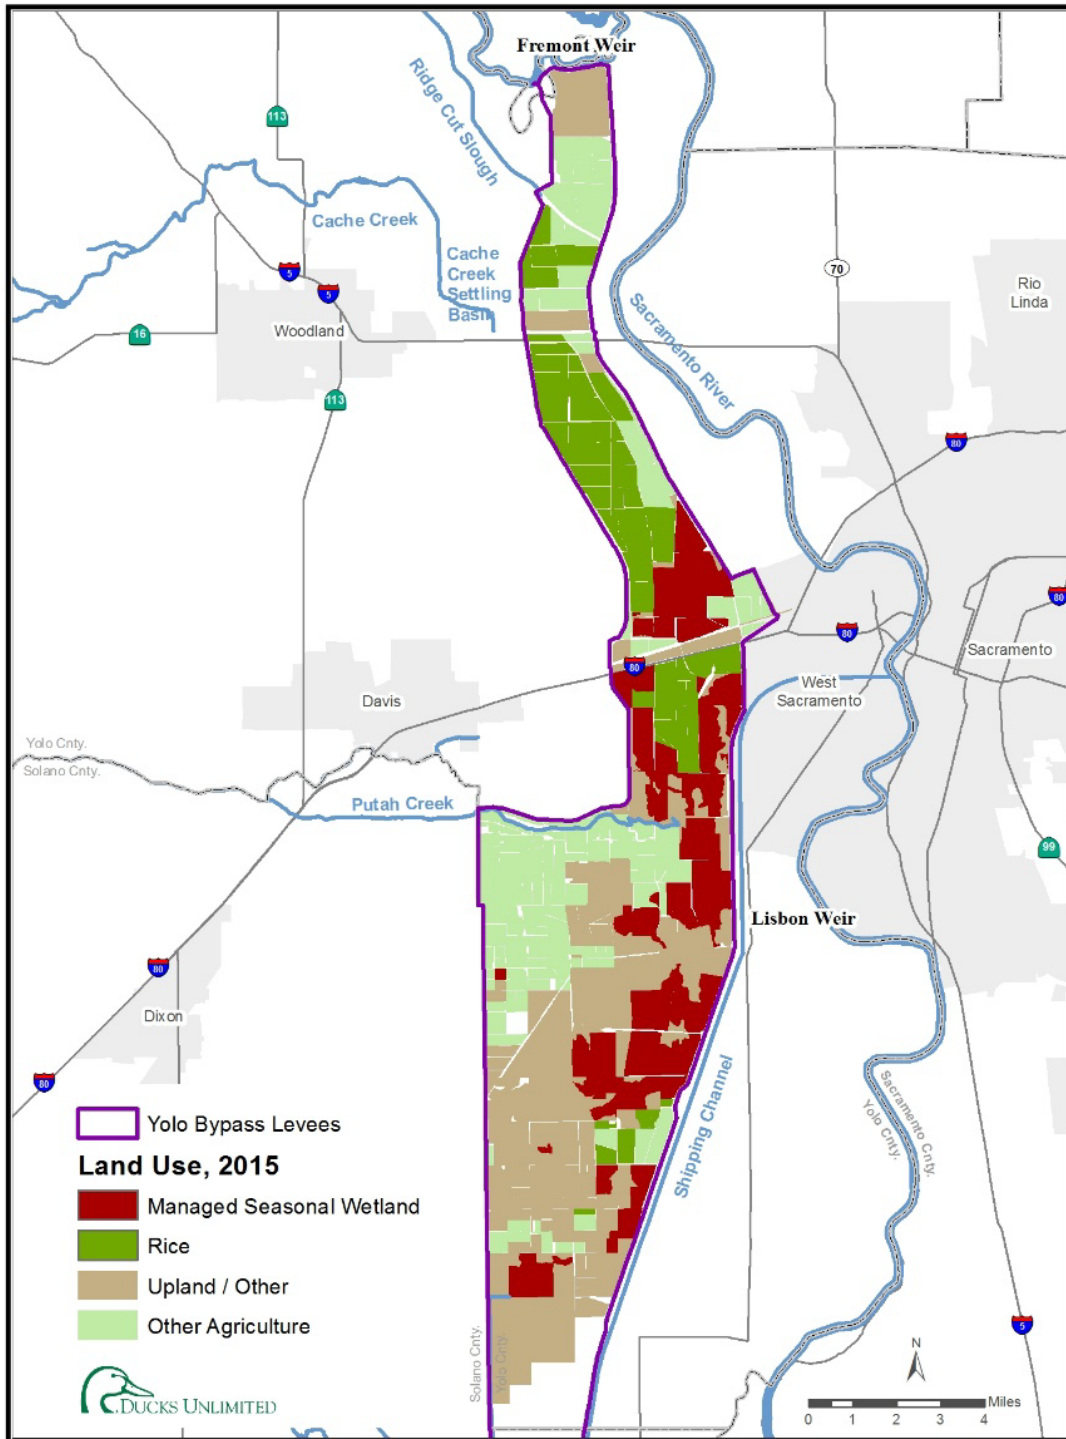 Fremont Weir
Ridge Cut Slough
113
Cache Creek
Cache
Creek
Settling
Basin
5
5
70
Rio
Linda
16
Woodland
Sacramento River
113
80
80
80
80
Sacramento
West
Sacramento
Davis
Yolo Cnty.
Solano Cnty.
Putah Creek
99
Lisbon Weir
80
Dixon
80
Shipping Channel
Sacramento Cnty.
Yolo Cnty.
Yolo Bypass Levees
Land Use, 2015
Managed Seasonal Wetland
Rice
Upland / Other
Other Agriculture
Solano Cnty.
Yolo Cnty.
5
N
Miles
0 1 2 3 4
DUCKS UNLIMITED